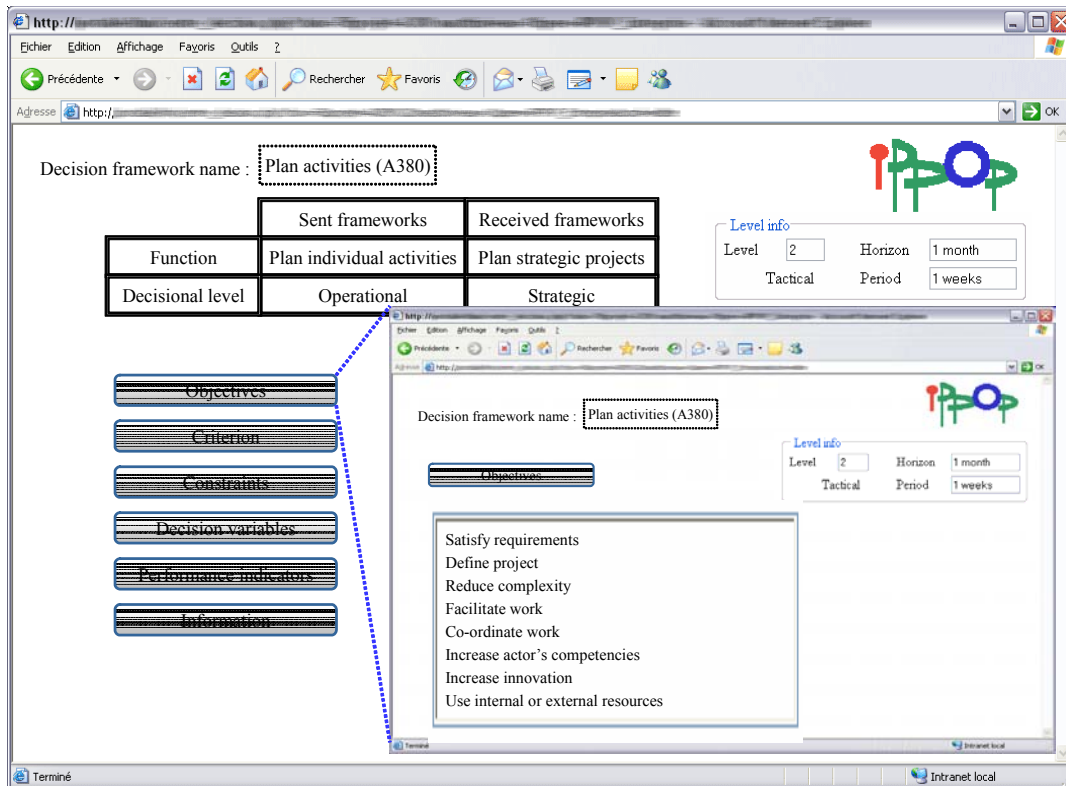 http://
Fichier Edition Affichage Favoris Outils ?
Précédente Rechercher Favoris
Adresse http:/ OK
iPPOP
Decision framework name : Plan activities (A380)
Sent frameworks Received frameworks
Function Plan individual activities Plan strategic projects
Decisional level Operational Strategic
Level info
Level 2 Horizon 1 month
Tactical Period 1 weeks
Objectives
Criterion
Constraints
Decision variables
Performance indicators
Information
http://
Fichier Edition Affichage Favoris Outils ?
Précédente Rechercher Favoris
Adresse http:// OK
iPPOP
Decision framework name : Plan activities (A380)
Level info
Level 2 Horizon 1 month
Tactical Period 1 weeks
Objectives
Satisfy requirements
Define project
Reduce complexity
Facilitate work
Co-ordinate work
Increase actor's competencies
Increase innovation
Use internal or external resources
Terminé Intranet local
Terminé Intranet local